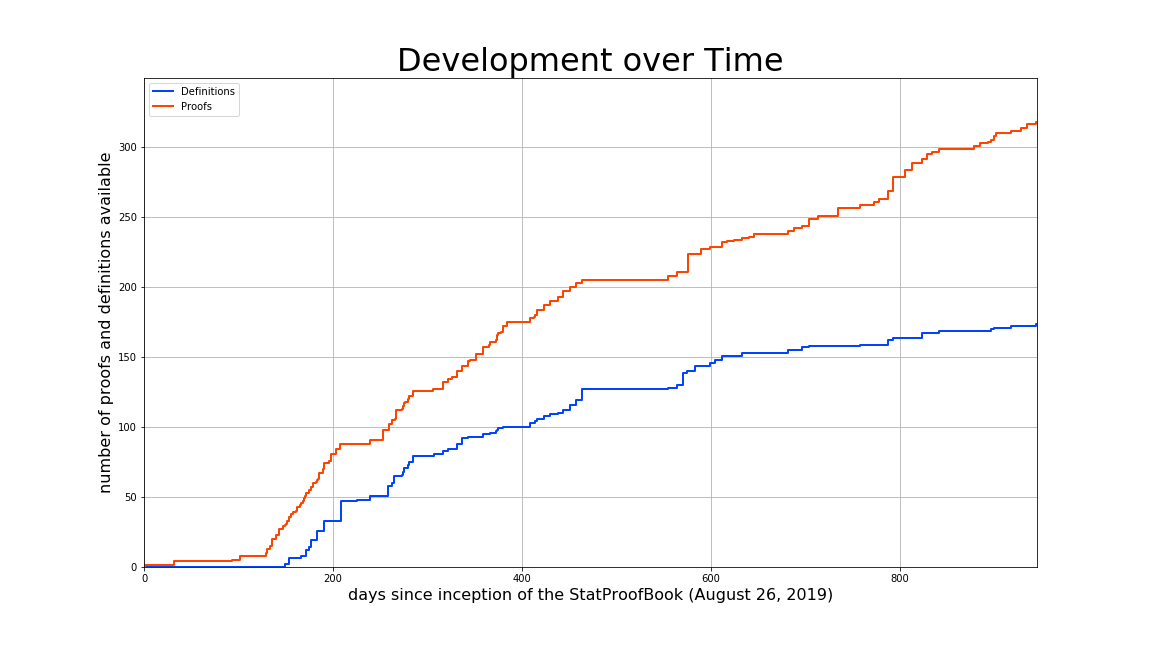 Development over Time
Definitions
Proofs
number of proofs and definitions available
300
250
200
150
100
50
0
0 200 400 600 800
days since inception of the StatProofBook (August 26, 2019)